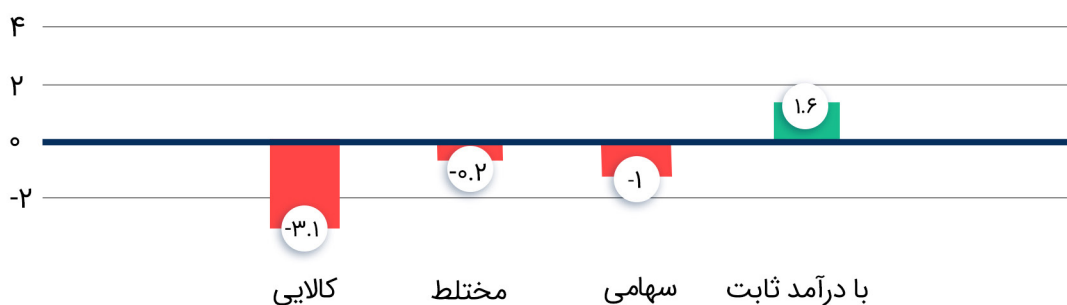 ۴
۲
۰
-۲
۱.۶
-۱
-۰.۲
-۳.۱
با درآمد ثابت
سهامی
مختلط
کالایی